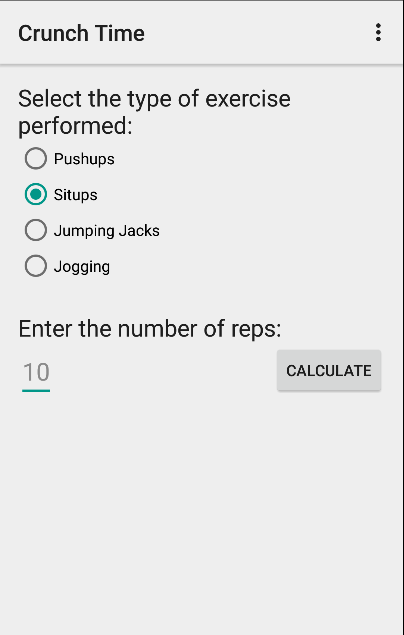 Crunch Time
Select the type of exercise
performed:
Pushups
Situps
Jumping Jacks
Jogging
Enter the number of reps:
10
CALCULATE